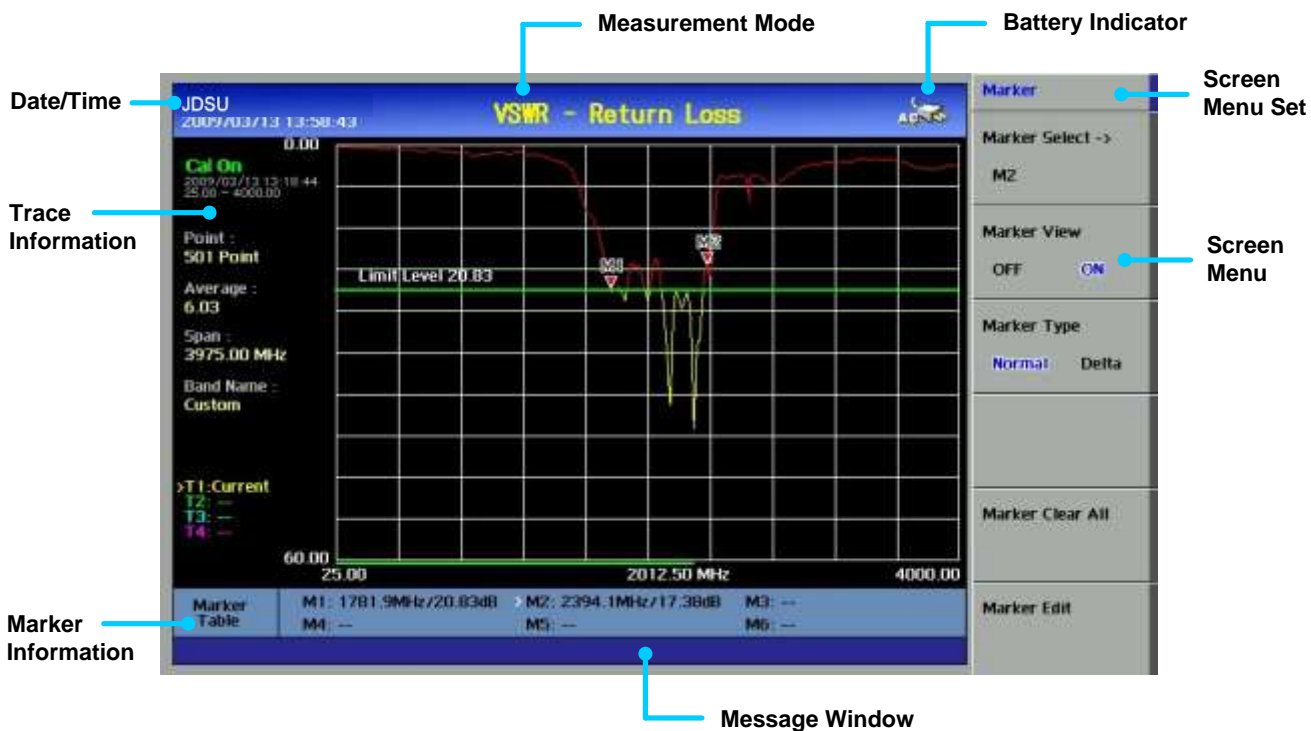 Measurement Mode
Battery Indicator
Date/Time
Screen
Menu Set
JDSU
2009/03/13 13:58:43
VSWR - Return Loss
Marker
0.00
Cal On
2009/03/13 13:18:44
25.00 ~ 4000.00
Marker Select ->
M2
Trace
Information
Point :
501 Point
Average :
6.03
Span :
3975.00 MHz
Band Name :
Custom
Limit Level 20.83
M1
M2
Marker View
OFF ON
Screen
Menu
Marker Type
Normal Delta
>T1:Current
T2: --
T3: --
T4: --
Marker Clear All
60.00
25.00 2012.50 MHz 4000.00
Marker
Table
M1: 1781.9MHz/20.83dB >M2: 2394.1MHz/17.38dB M3: --
M4: -- M5: -- M6: --
Marker Edit
Marker
Information
Message Window